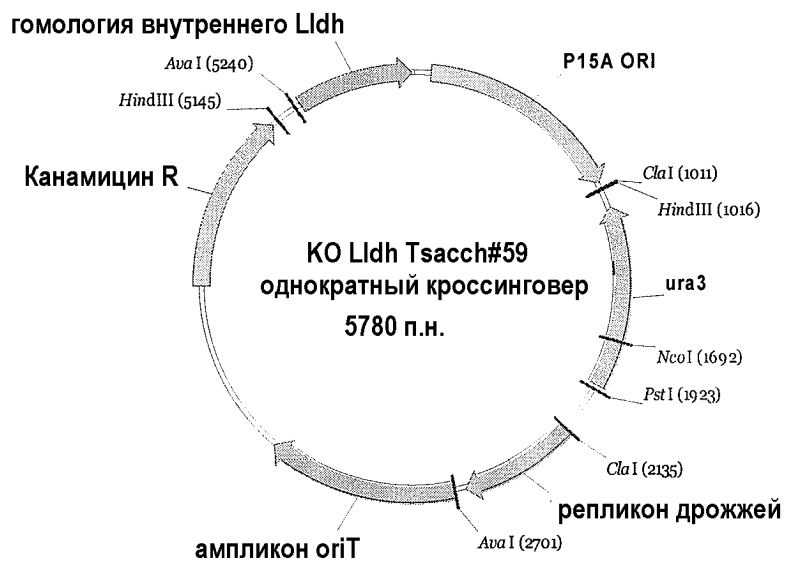 гомология внутреннего Lldh
AvaI (5240)
HindIII (5145)
P15A ORI
Канамицин R
ClaI (1011)
HindIII (1016)
KO Lldh Tsacch#59
однократный кроссинговер
5780 п.н.
ura3
NcoI (1692)
PstI (1923)
ClaI (2135)
репликон дрожжей
AvaI (2701)
ампликон oriT